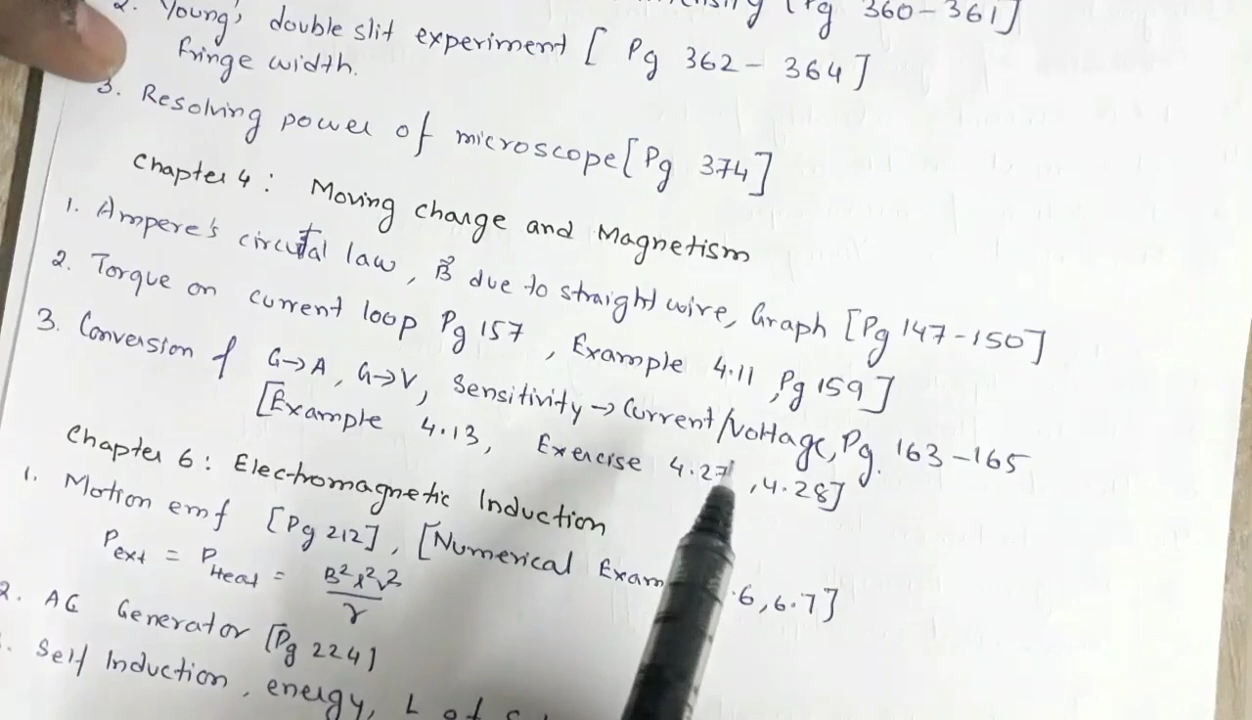 2. Young's double slit experiment [ Pg 362 - 364 ]
[Pg 360-361]
fringe width.
3. Resolving power of microscope [Pg 374]
Chapter 4 : Moving charge and Magnetism
1. Ampere's circuital law, B⃗ due to straight wire, Graph [Pg 147-150]
2. Torque on current loop Pg 157, Example 4.11, Pg 159]
3. Conversion of G→A, G→V, Sensitivity → Current/Voltage, Pg. 163-165
[Example 4.13, Exercise 4.27, 4.28]
Chapter 6 : Electromagnetic Induction
1. Motion emf [Pg 212], [Numerical Exam 6, 6.7]
Pext = PHeat = B²l²v²/r
2. AC Generator [Pg 224]
Self Induction, energy, L of